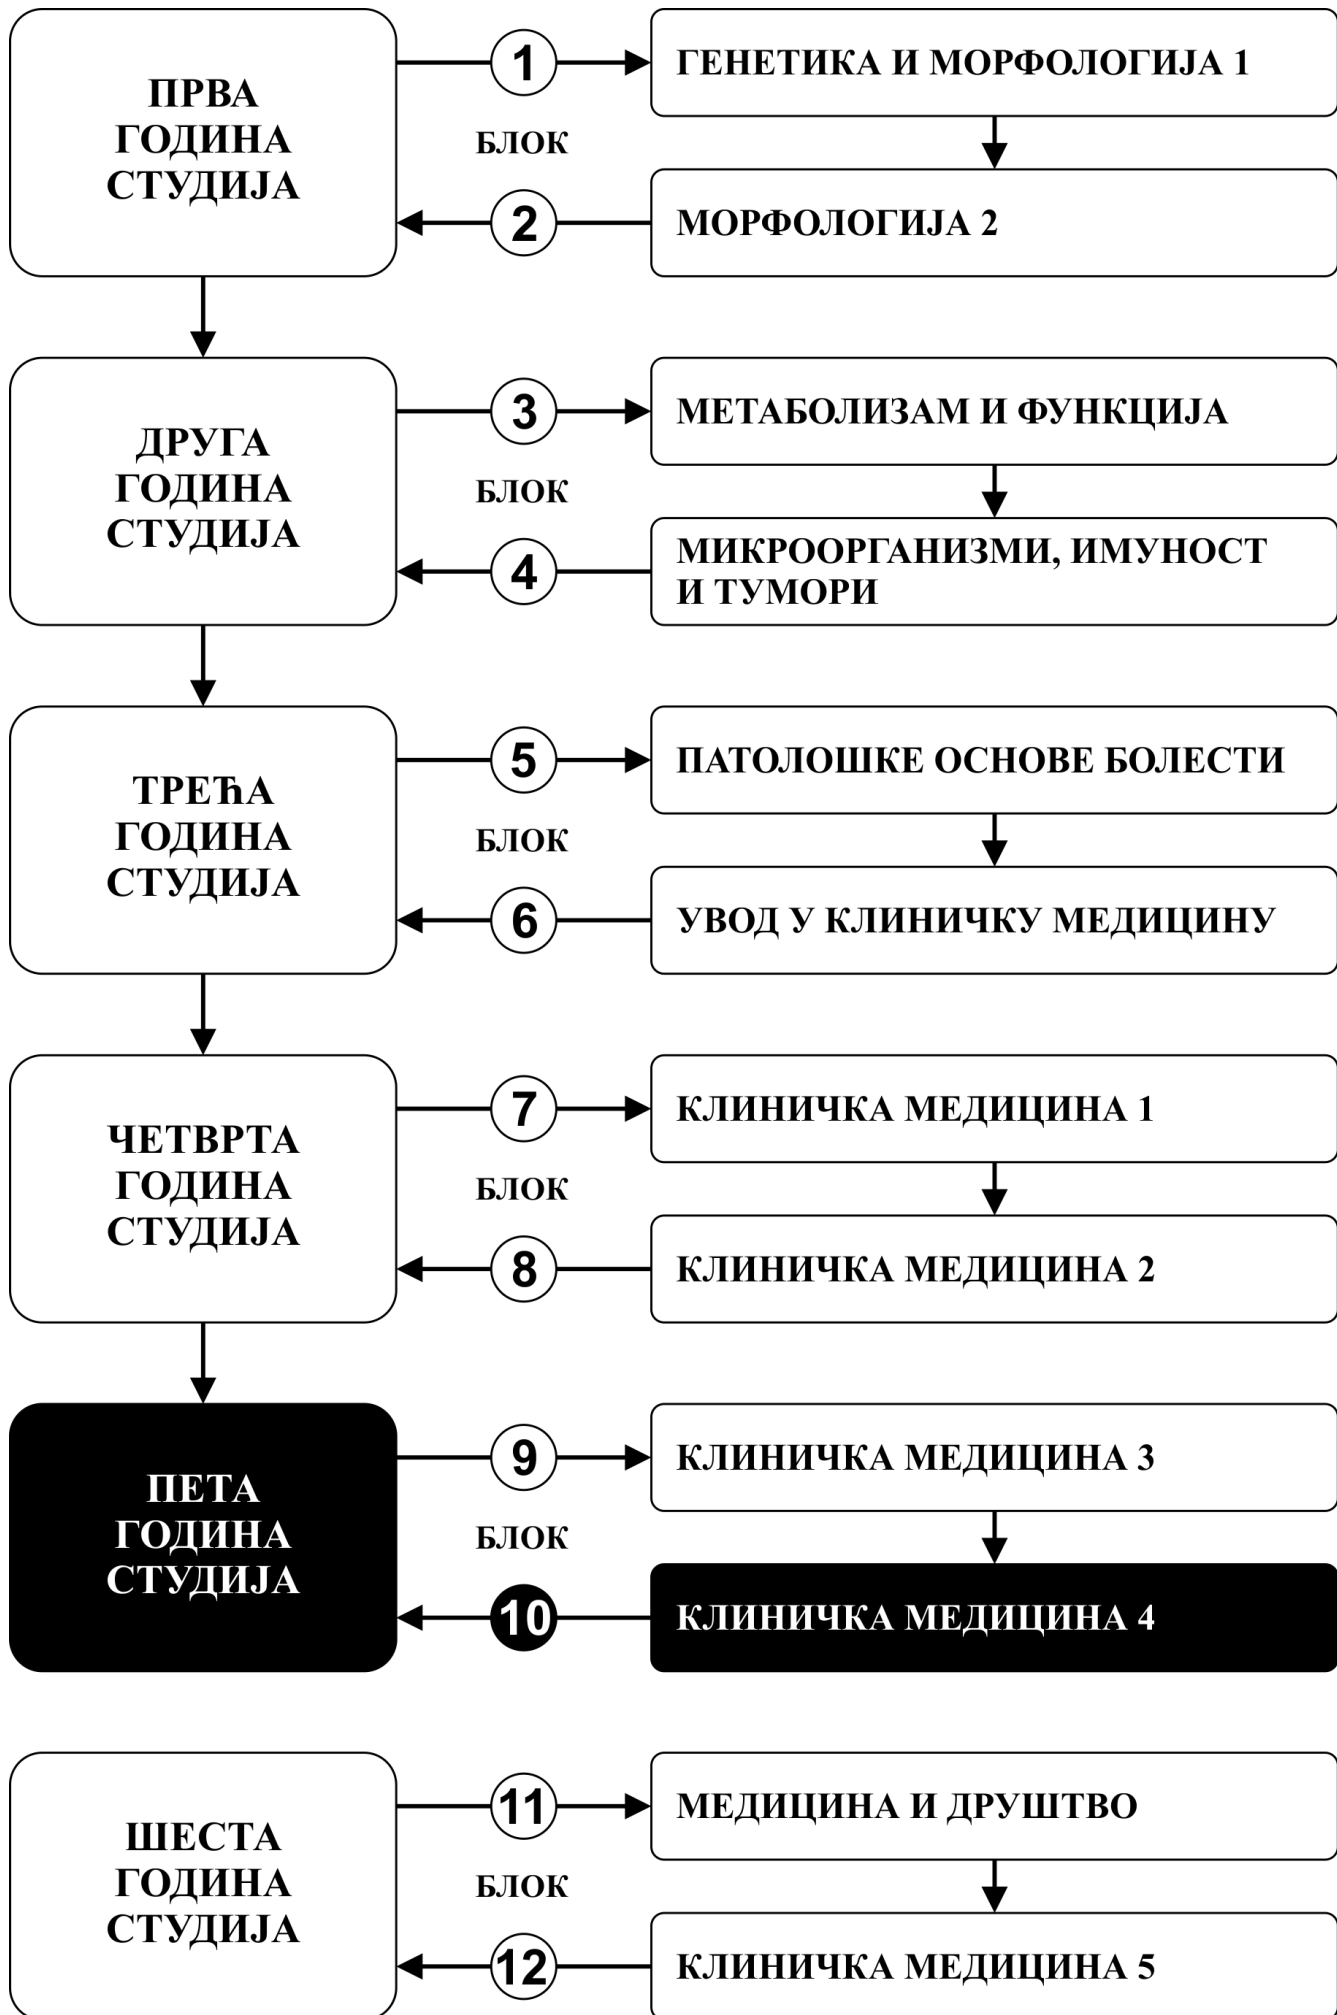 ПРВА
ГОДИНА
СТУДИЈА
1
БЛОК
2
ГЕНЕТИКА И МОРФОЛОГИЈА 1
МОРФОЛОГИЈА 2
ДРУГА
ГОДИНА
СТУДИЈА
3
БЛОК
4
МЕТАБОЛИЗАМ И ФУНКЦИЈА
МИКРООРГАНИЗМИ, ИМУНОСТ
И ТУМОРИ
ТРЕЋА
ГОДИНА
СТУДИЈА
5
БЛОК
6
ПАТОЛОШКЕ ОСНОВЕ БОЛЕСТИ
УВОД У КЛИНИЧКУ МЕДИЦИНУ
ЧЕТВРТА
ГОДИНА
СТУДИЈА
7
БЛОК
8
КЛИНИЧКА МЕДИЦИНА 1
КЛИНИЧКА МЕДИЦИНА 2
ПЕТА
ГОДИНА
СТУДИЈА
9
БЛОК
10
КЛИНИЧКА МЕДИЦИНА 3
КЛИНИЧКА МЕДИЦИНА 4
ШЕСТА
ГОДИНА
СТУДИЈА
11
БЛОК
12
МЕДИЦИНА И ДРУШТВО
КЛИНИЧКА МЕДИЦИНА 5